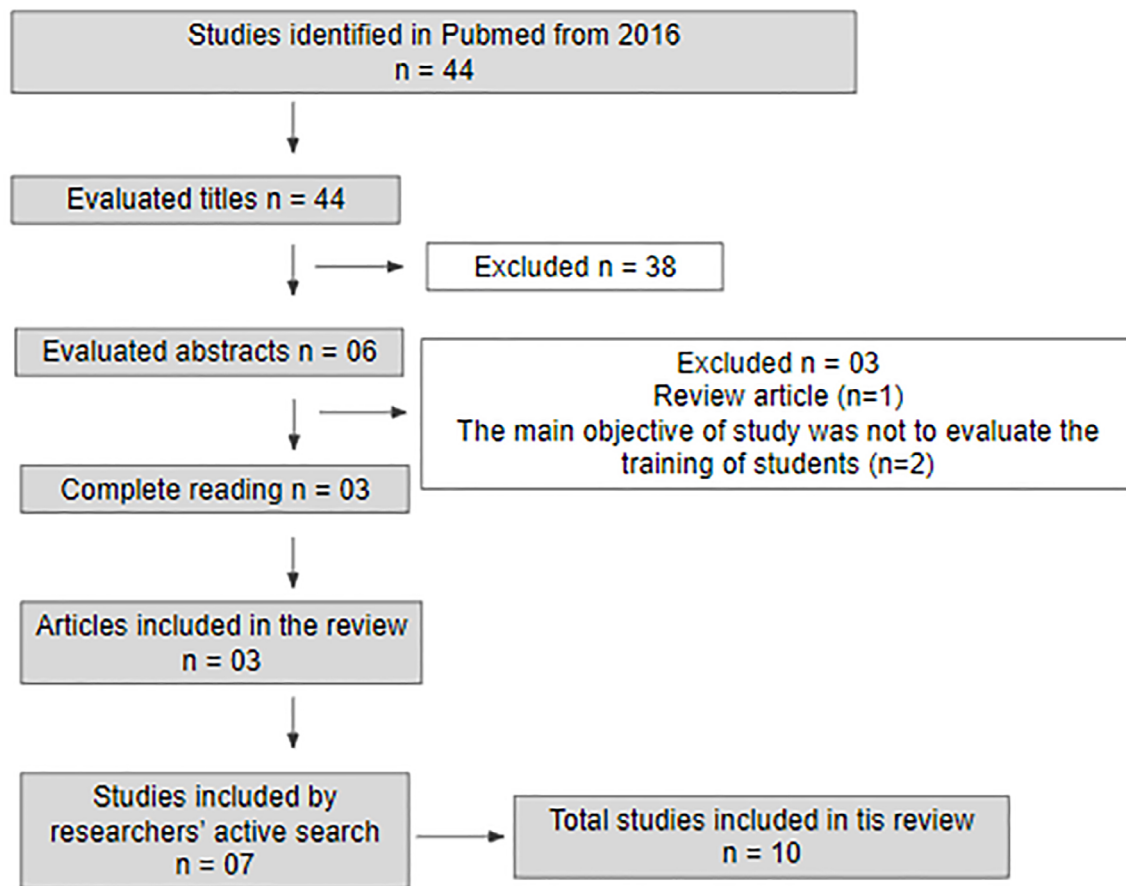 Studies identified in Pubmed from 2016
n = 44
Evaluated titles n = 44
Excluded n = 38
Evaluated abstracts n = 06
Excluded n = 03
Review article (n=1)
The main objective of study was not to evaluate the
training of students (n=2)
Complete reading n = 03
Articles included in the review
n = 03
Studies included by
researchers’ active search
n = 07
Total studies included in tis review
n = 10